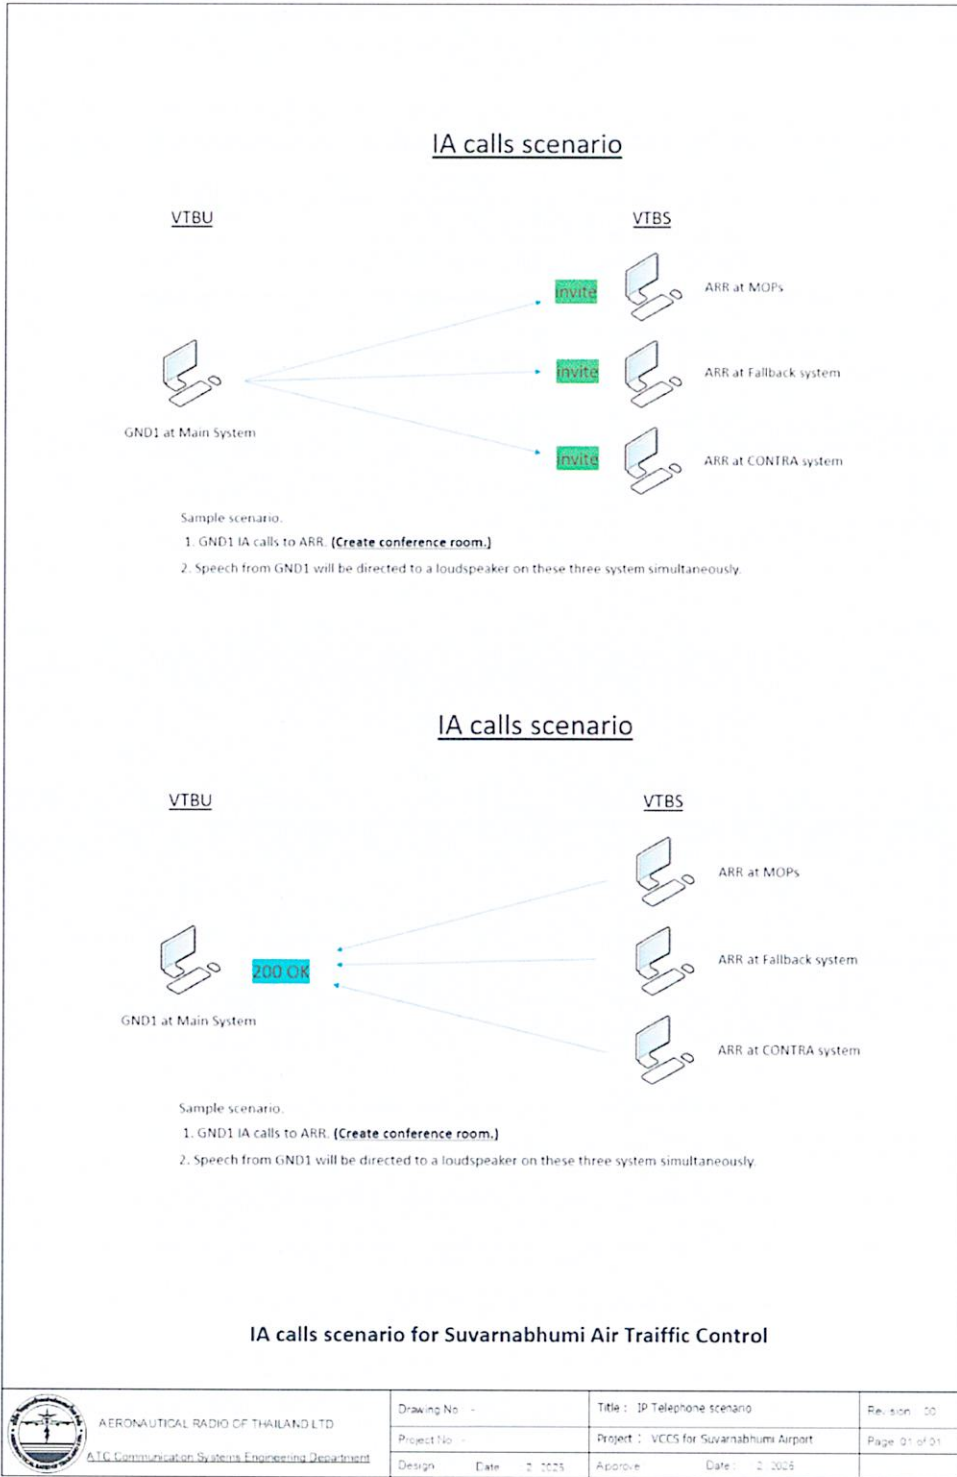 IA calls scenario
VTBU
VTBS
invite
ARR at MOPs
invite
ARR at Fallback system
GND1 at Main System
invite
ARR at CONTRA system
Sample scenario.
1. GND1 IA calls to ARR. (Create conference room.)
2. Speech from GND1 will be directed to a loudspeaker on these three system simultaneously.
IA calls scenario
VTBU
VTBS
ARR at MOPs
200 OK
ARR at Fallback system
GND1 at Main System
ARR at CONTRA system
Sample scenario.
1. GND1 IA calls to ARR. (Create conference room.)
2. Speech from GND1 will be directed to a loudspeaker on these three system simultaneously.
IA calls scenario for Suvarnabhumi Air Traiffic Control
AERONAUTICAL RADIO OF THAILAND LTD
ATC Communication Systems Engineering Department
Drawing No -
Title : IP Telephone scenario
Revision 00
Project No -
Project : VCCS for Suvarnabhumi Airport
Page 01 of 01
Design
Date
Approve
Date :